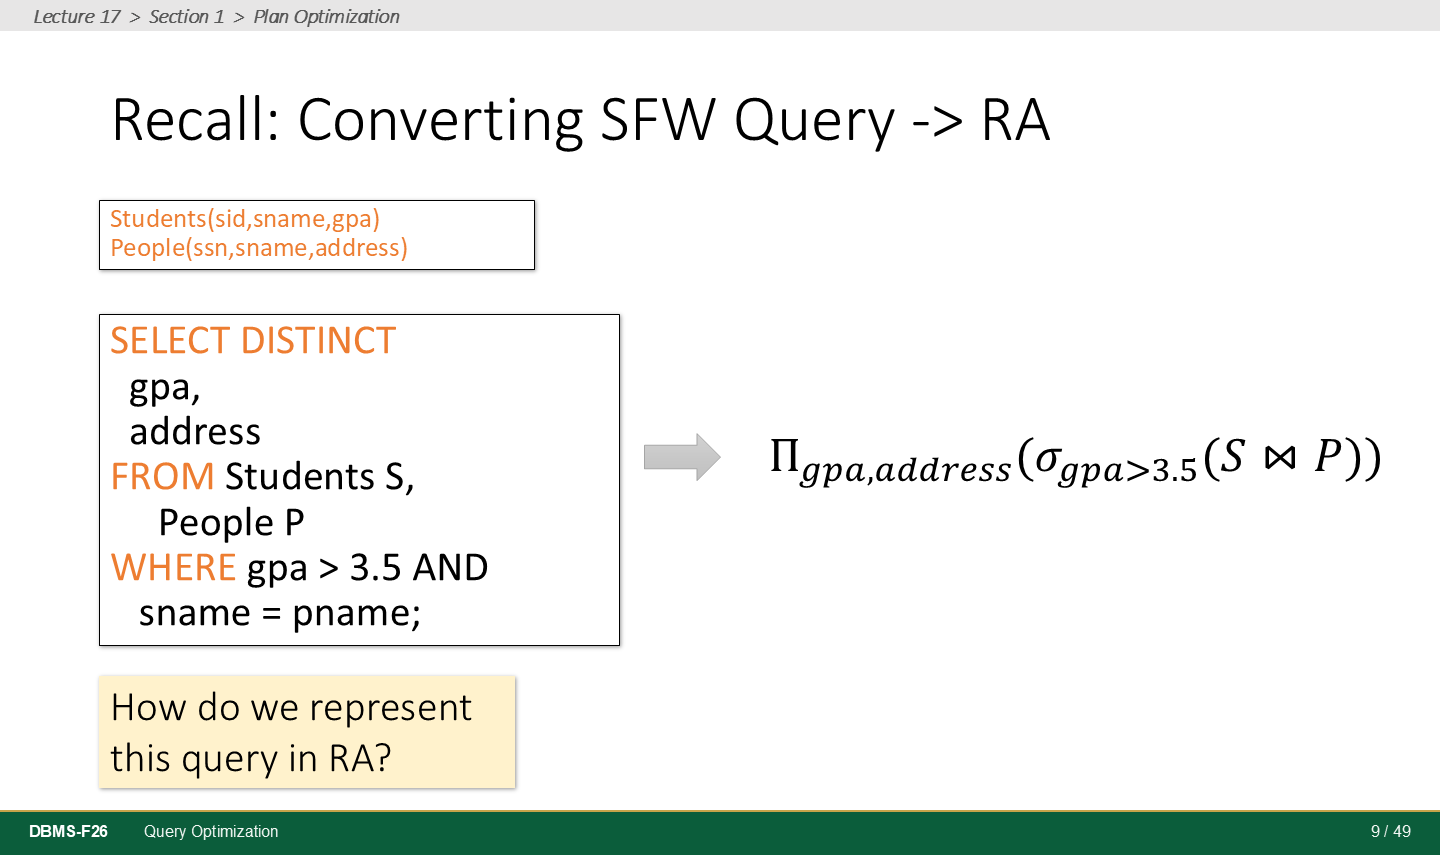 Lecture 17 > Section 1 > Plan Optimization
Recall: Converting SFW Query -> RA
Students(sid,sname,gpa)
People(ssn,sname,address)
SELECT DISTINCT
gpa,
address
FROM Students S,
People P
WHERE gpa > 3.5 AND
sname = pname;
Π_{gpa,address}(σ_{gpa>3.5}(S ⋈ P))
How do we represent
this query in RA?
DBMS-F26 Query Optimization 9 / 49